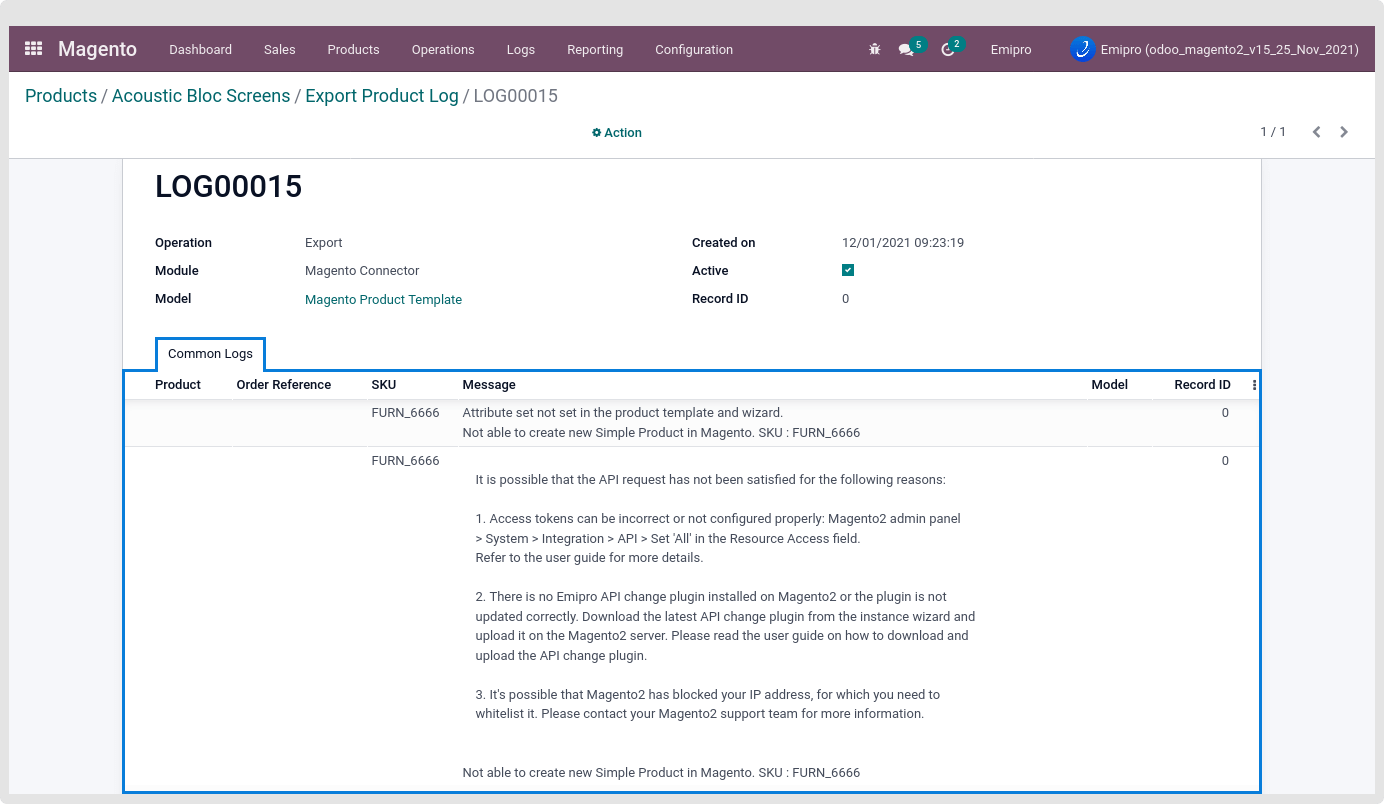 Magento Dashboard Sales Products Operations Logs Reporting Configuration 5 2 Emipro Emipro (odoo_magento2_v15_25_Nov_2021)
Products / Acoustic Bloc Screens / Export Product Log / LOG00015
Action 1 / 1
LOG00015
Operation Export Created on 12/01/2021 09:23:19
Module Magento Connector Active
Model Magento Product Template Record ID 0
Common Logs
Product Order Reference SKU Message Model Record ID
FURN_6666 Attribute set not set in the product template and wizard. 0
Not able to create new Simple Product in Magento. SKU : FURN_6666
FURN_6666 0
It is possible that the API request has not been satisfied for the following reasons:
1. Access tokens can be incorrect or not configured properly: Magento2 admin panel
> System > Integration > API > Set 'All' in the Resource Access field.
Refer to the user guide for more details.
2. There is no Emipro API change plugin installed on Magento2 or the plugin is not
updated correctly. Download the latest API change plugin from the instance wizard and
upload it on the Magento2 server. Please read the user guide on how to download and
upload the API change plugin.
3. It's possible that Magento2 has blocked your IP address, for which you need to
whitelist it. Please contact your Magento2 support team for more information.
Not able to create new Simple Product in Magento. SKU : FURN_6666